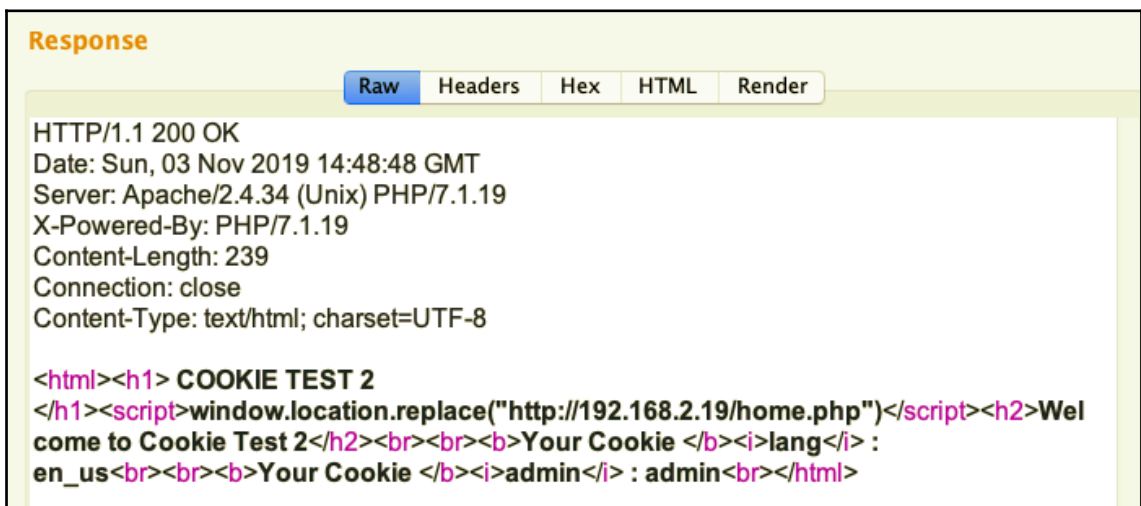 Response
Raw Headers Hex HTML Render
HTTP/1.1 200 OK
Date: Sun, 03 Nov 2019 14:48:48 GMT
Server: Apache/2.4.34 (Unix) PHP/7.1.19
X-Powered-By: PHP/7.1.19
Content-Length: 239
Connection: close
Content-Type: text/html; charset=UTF-8
<html><h1> COOKIE TEST 2
</h1><script>window.location.replace("http://192.168.2.19/home.php")</script><h2>Wel
come to Cookie Test 2</h2><br><br><b>Your Cookie </b><i>lang</i> :
en_us<br><br><b>Your Cookie </b><i>admin</i> : admin<br></html>